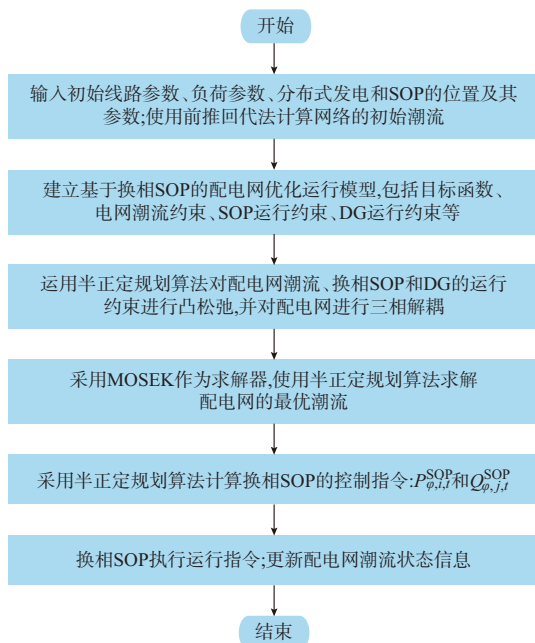 开始
输入初始线路参数、负荷参数、分布式发电和SOP的位置及其
参数;使用前推回代法计算网络的初始潮流
建立基于换相SOP的配电网优化运行模型,包括目标函数、
电网潮流约束、SOP运行约束、DG运行约束等
运用半正定规划算法对配电网潮流、换相SOP和DG的运行
约束进行凸松弛,并对配电网进行三相解耦
采用MOSEK作为求解器,使用半正定规划算法求解
配电网的最优潮流
采用半正定规划算法计算换相SOP的控制指令:P_{φ,i,t}^{SOP}和Q_{φ,j,t}^{SOP}
换相SOP执行运行指令;更新配电网潮流状态信息
结束